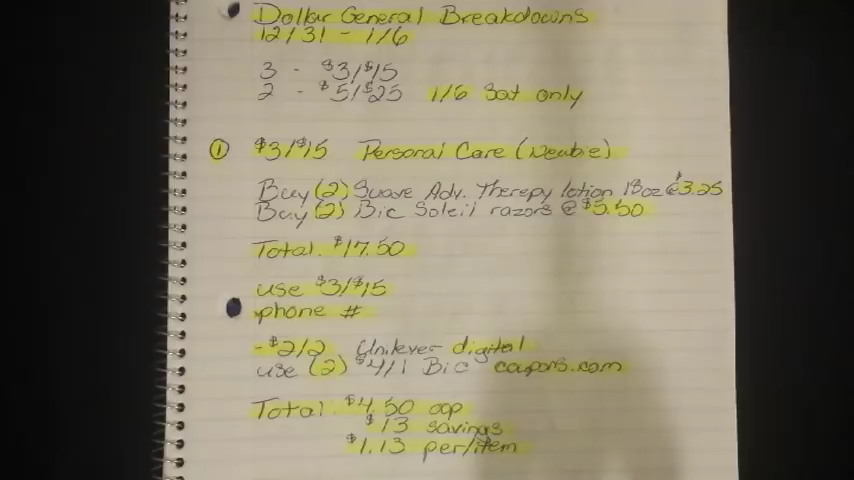 Dollar General Breakdowns
12/31 - 1/6
3 - $3/$15
2 - $5/$25 1/6 Sat only
① $3/$15 Personal Care (Newbie)
Buy (2) Suave Adv. Therepy lotion 18oz @ $3.25
Buy (2) Bic Soleil razors @ $5.50
Total $17.50
use $3/$15
phone #
-$2/2 Unilever digital
use (2) $4/1 Bic coupons.com
Total $4.50 oop
$13 savings
$1.13 per/item